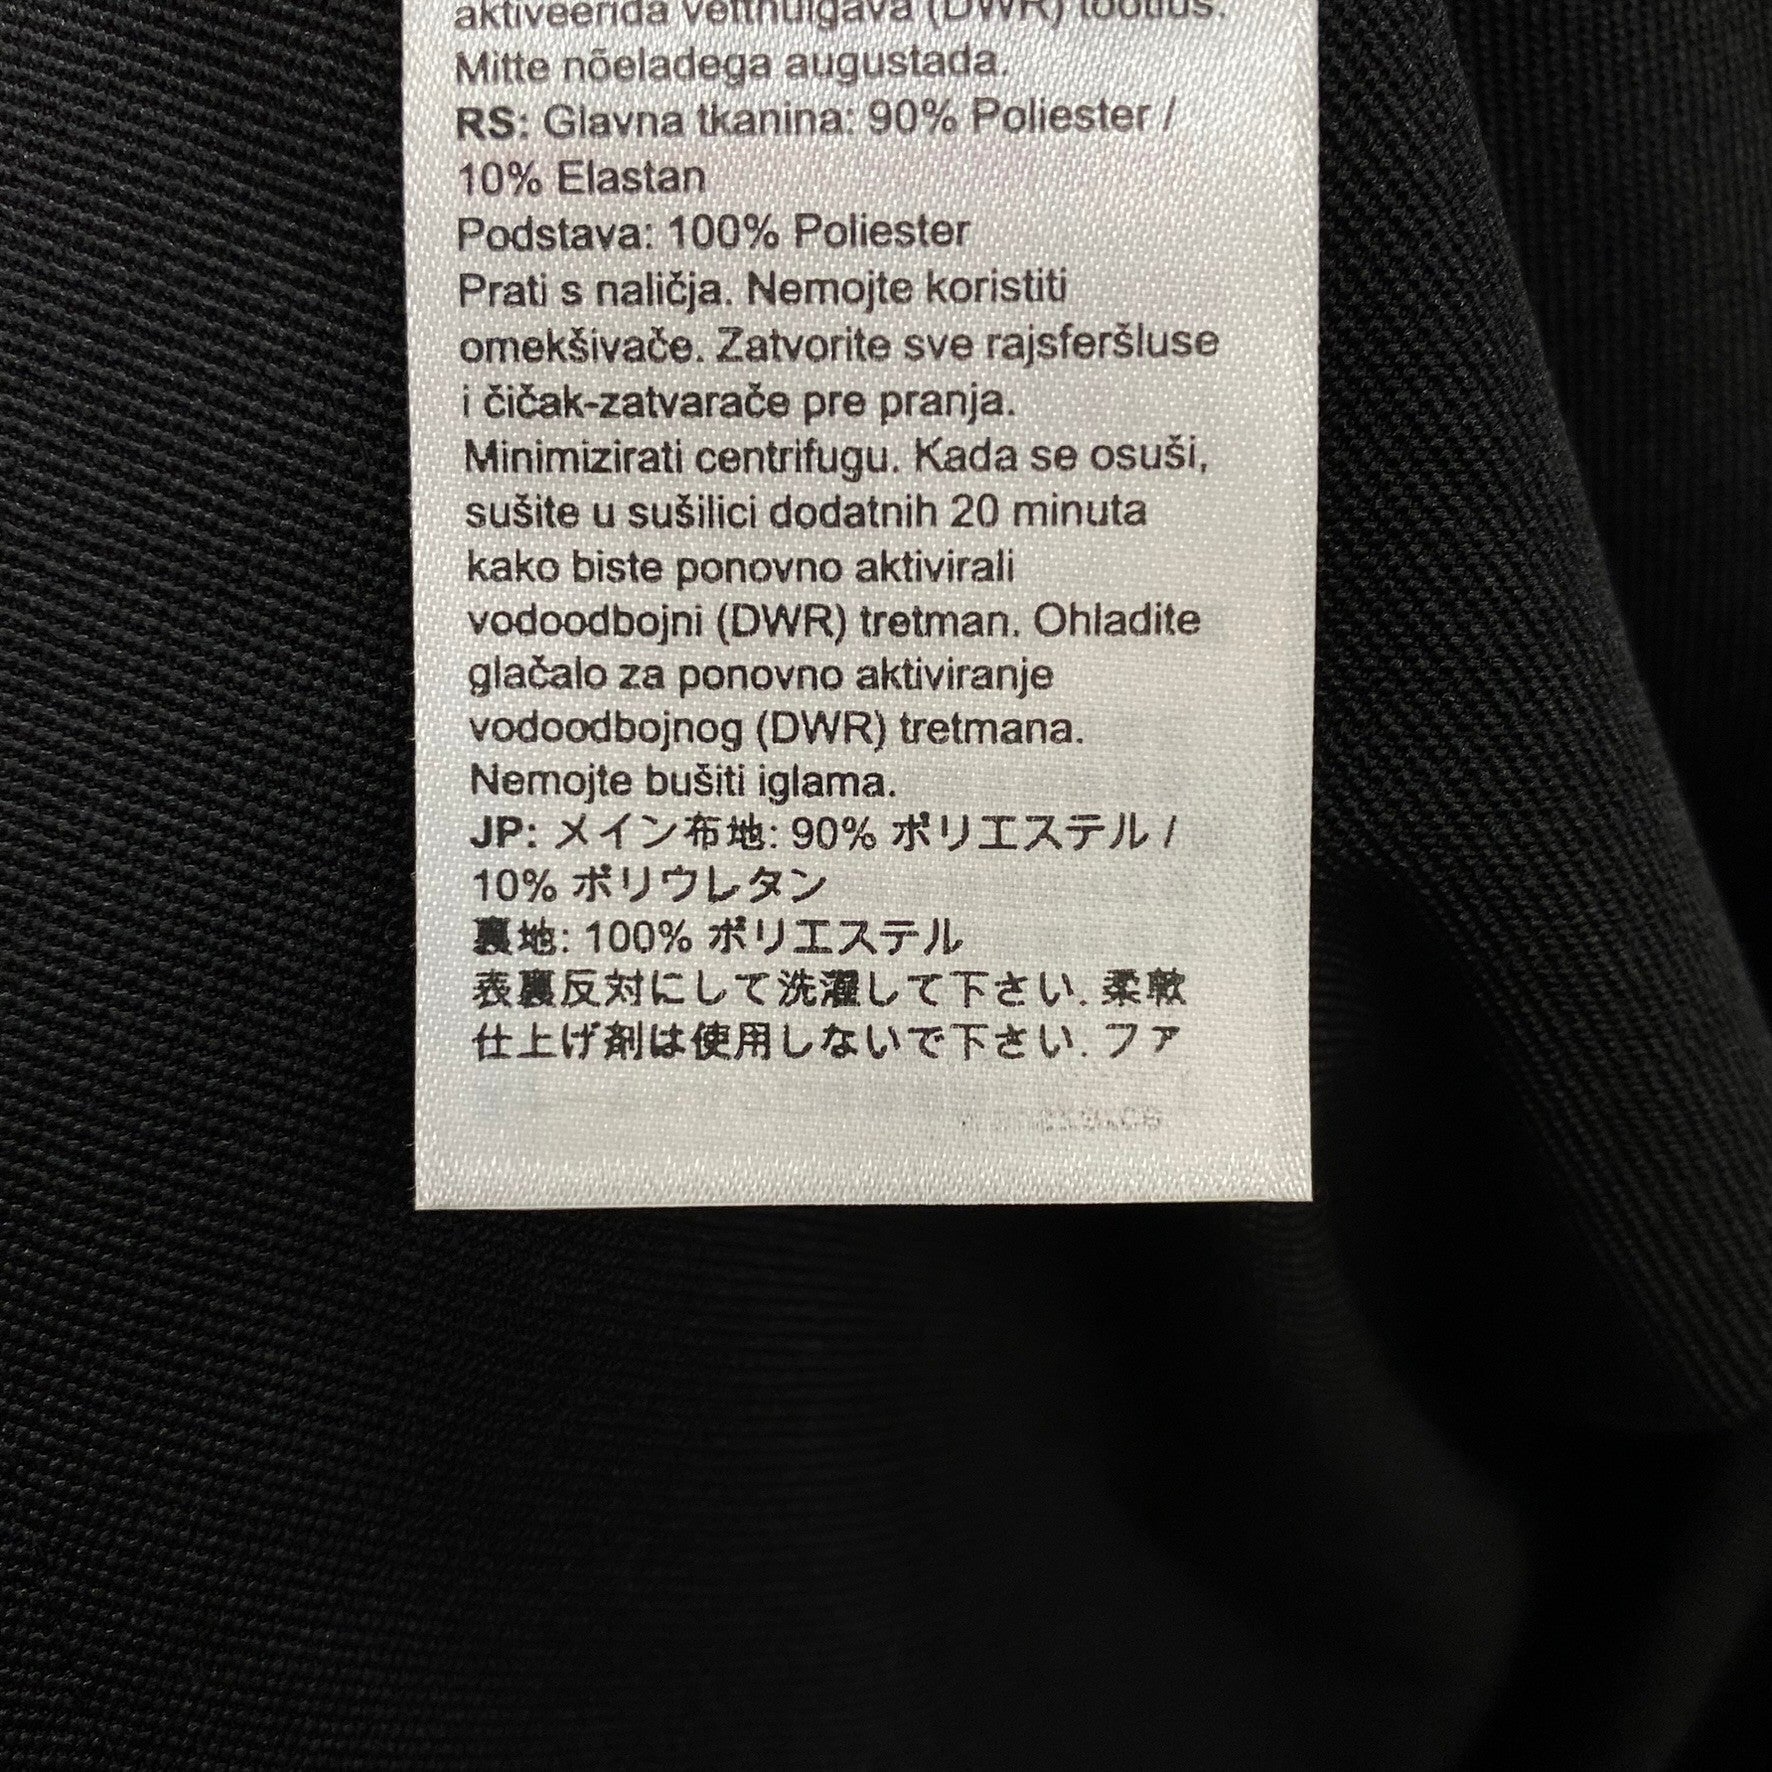 aktiveerida vetthülgava (DWR) töötlus.
Mitte nõeladega augustada.
RS: Glavna tkanina: 90% Poliester /
10% Elastan
Podstava: 100% Poliester
Prati s naličja. Nemojte koristiti
omekšivače. Zatvorite sve rajsferšluse
i čičak-zatvarače pre pranja.
Minimizirati centrifugu. Kada se osuši,
sušite u sušilici dodatnih 20 minuta
kako biste ponovno aktivirali
vodoodbojni (DWR) tretman. Ohladite
glačalo za ponovno aktiviranje
vodoodbojnog (DWR) tretmana.
Nemojte bušiti iglama.
JP: メイン布地: 90% ポリエステル /
10% ポリウレタン
裏地: 100% ポリエステル
表裏反対にして洗濯して下さい. 柔軟
仕上げ剤は使用しないで下さい. ファ